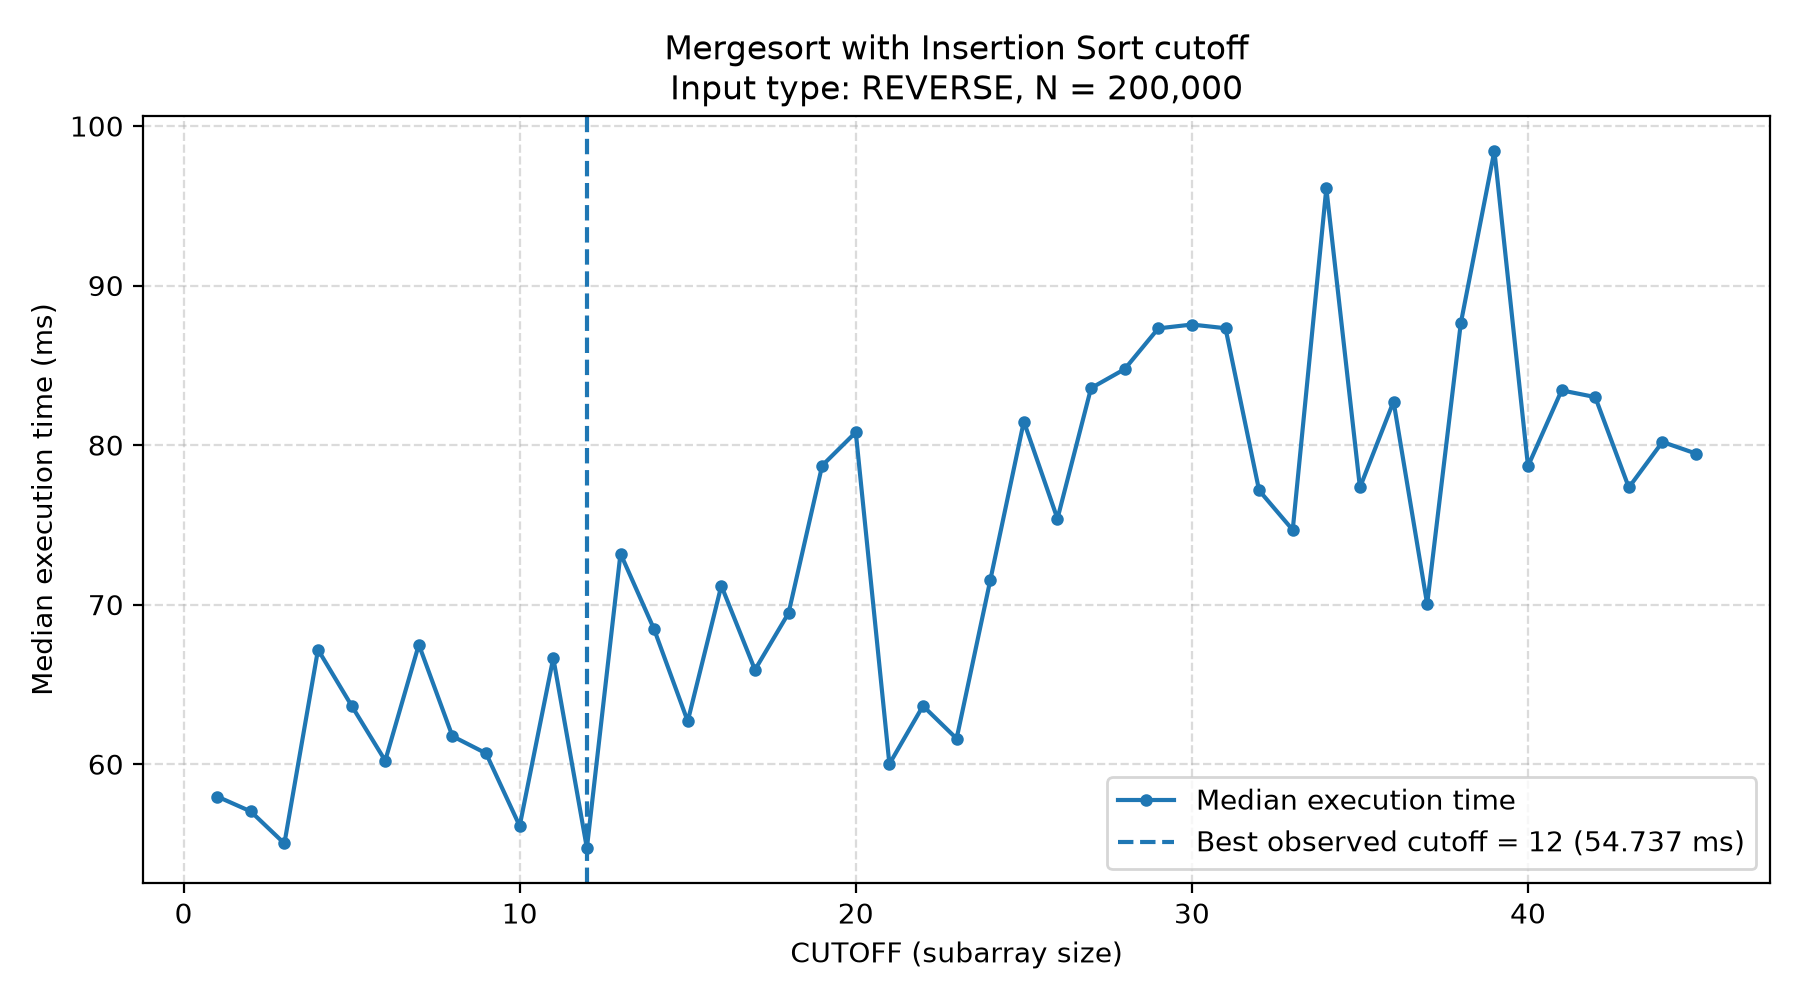 Mergesort with Insertion Sort cutoff
Input type: REVERSE, N = 200,000
Median execution time (ms)
100
90
80
70
60
Median execution time
Best observed cutoff = 12 (54.737 ms)
0 10 20 30 40
CUTOFF (subarray size)